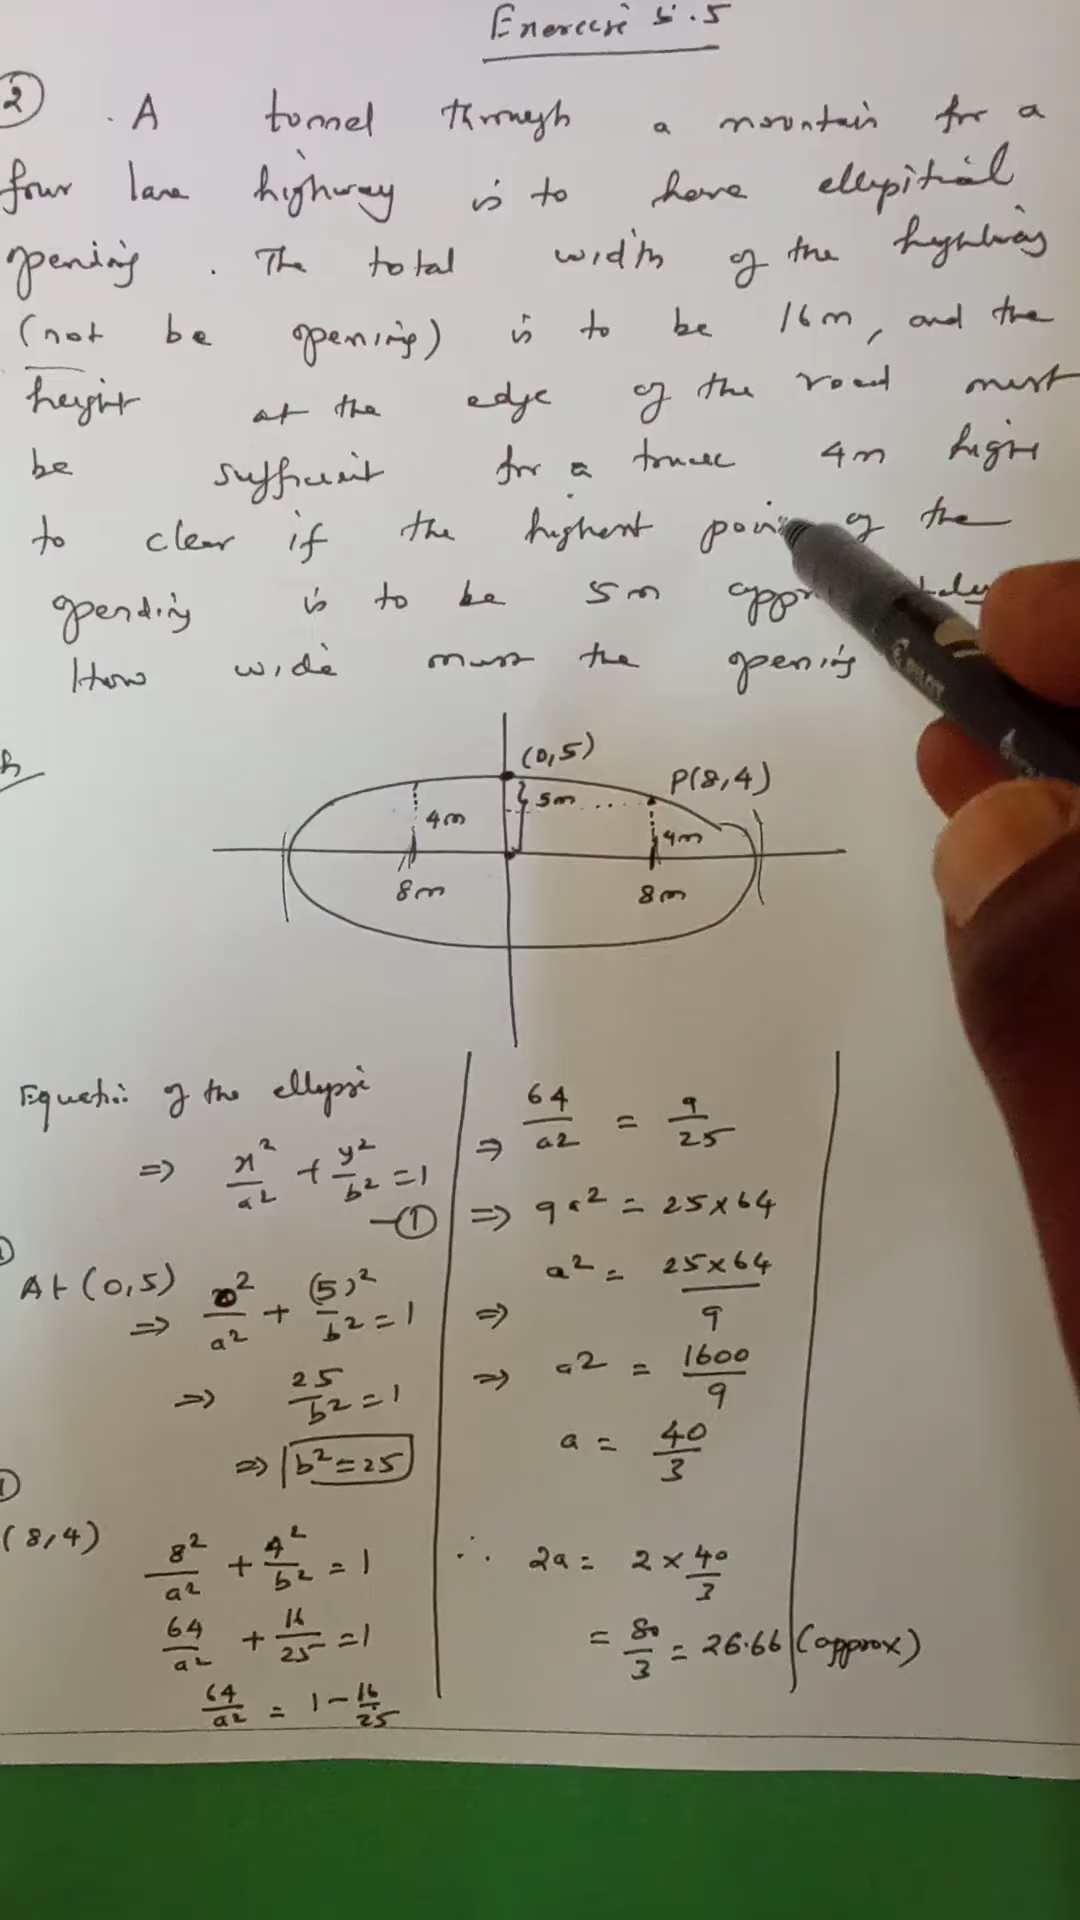 Exercise 5.5
2 A tunnel through a mountain for a
four lane highway is to have elliptical
opening. The total width of the highway
(not be opening) is to be 16m, and the
height at the edge of the road must
be sufficient for a truck 4m high
to clear if the highest point of the
opening is to be 5m
How wide must the opening
(0,5)
P(8,4)
5m
4m
4m
8m 8m
Equation of the ellipse
⇒ x²/a² + y²/b² = 1
—①
At (0,5)
⇒ 0²/a² + (5)²/b² = 1
⇒ 25/b² = 1
⇒ b² = 25
(8,4) 8²/a² + 4²/b² = 1
64/a² + 16/25 = 1
64/a² = 1 - 16/25
⇒ 64/a² = 9/25
⇒ 9a² = 25×64
⇒ a² = 25×64/9
⇒ a² = 1600/9
a = 40/3
∴ 2a = 2 × 40/3
= 80/3 = 26.66 (approx)